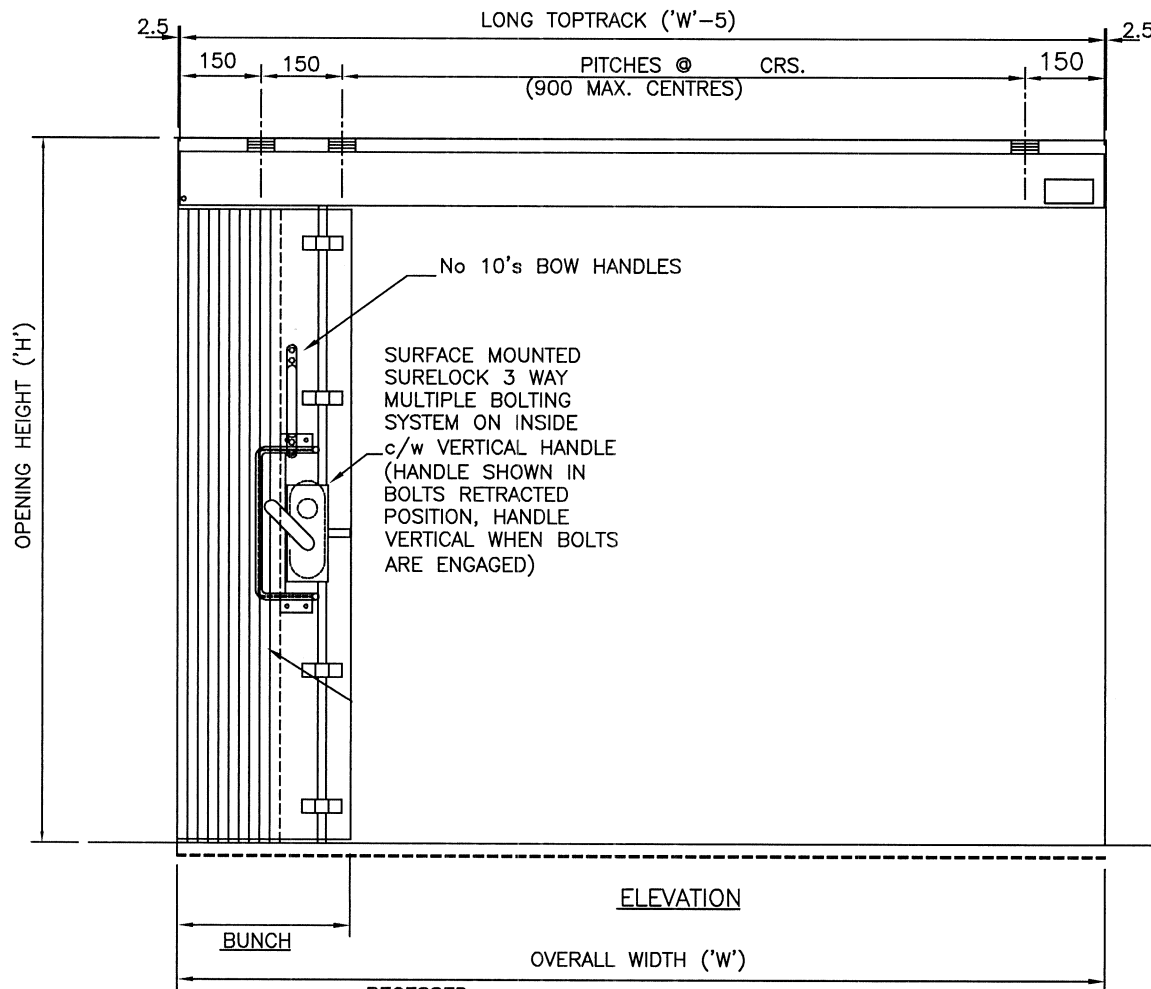 LONG TOPTRACK ('W'-5)
2.5
2.5
150
150
PITCHES @ CRS.
150
(900 MAX. CENTRES)
No 10's BOW HANDLES
OPENING HEIGHT ('H')
SURFACE MOUNTED
SURELOCK 3 WAY
MULTIPLE BOLTING
SYSTEM ON INSIDE
c/w VERTICAL HANDLE
(HANDLE SHOWN IN
BOLTS RETRACTED
POSITION, HANDLE
VERTICAL WHEN BOLTS
ARE ENGAGED)
ELEVATION
BUNCH
OVERALL WIDTH ('W')